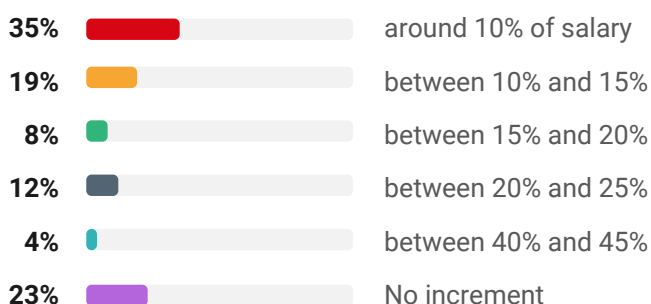 35% around 10% of salary
19% between 10% and 15%
8% between 15% and 20%
12% between 20% and 25%
4% between 40% and 45%
23% No increment